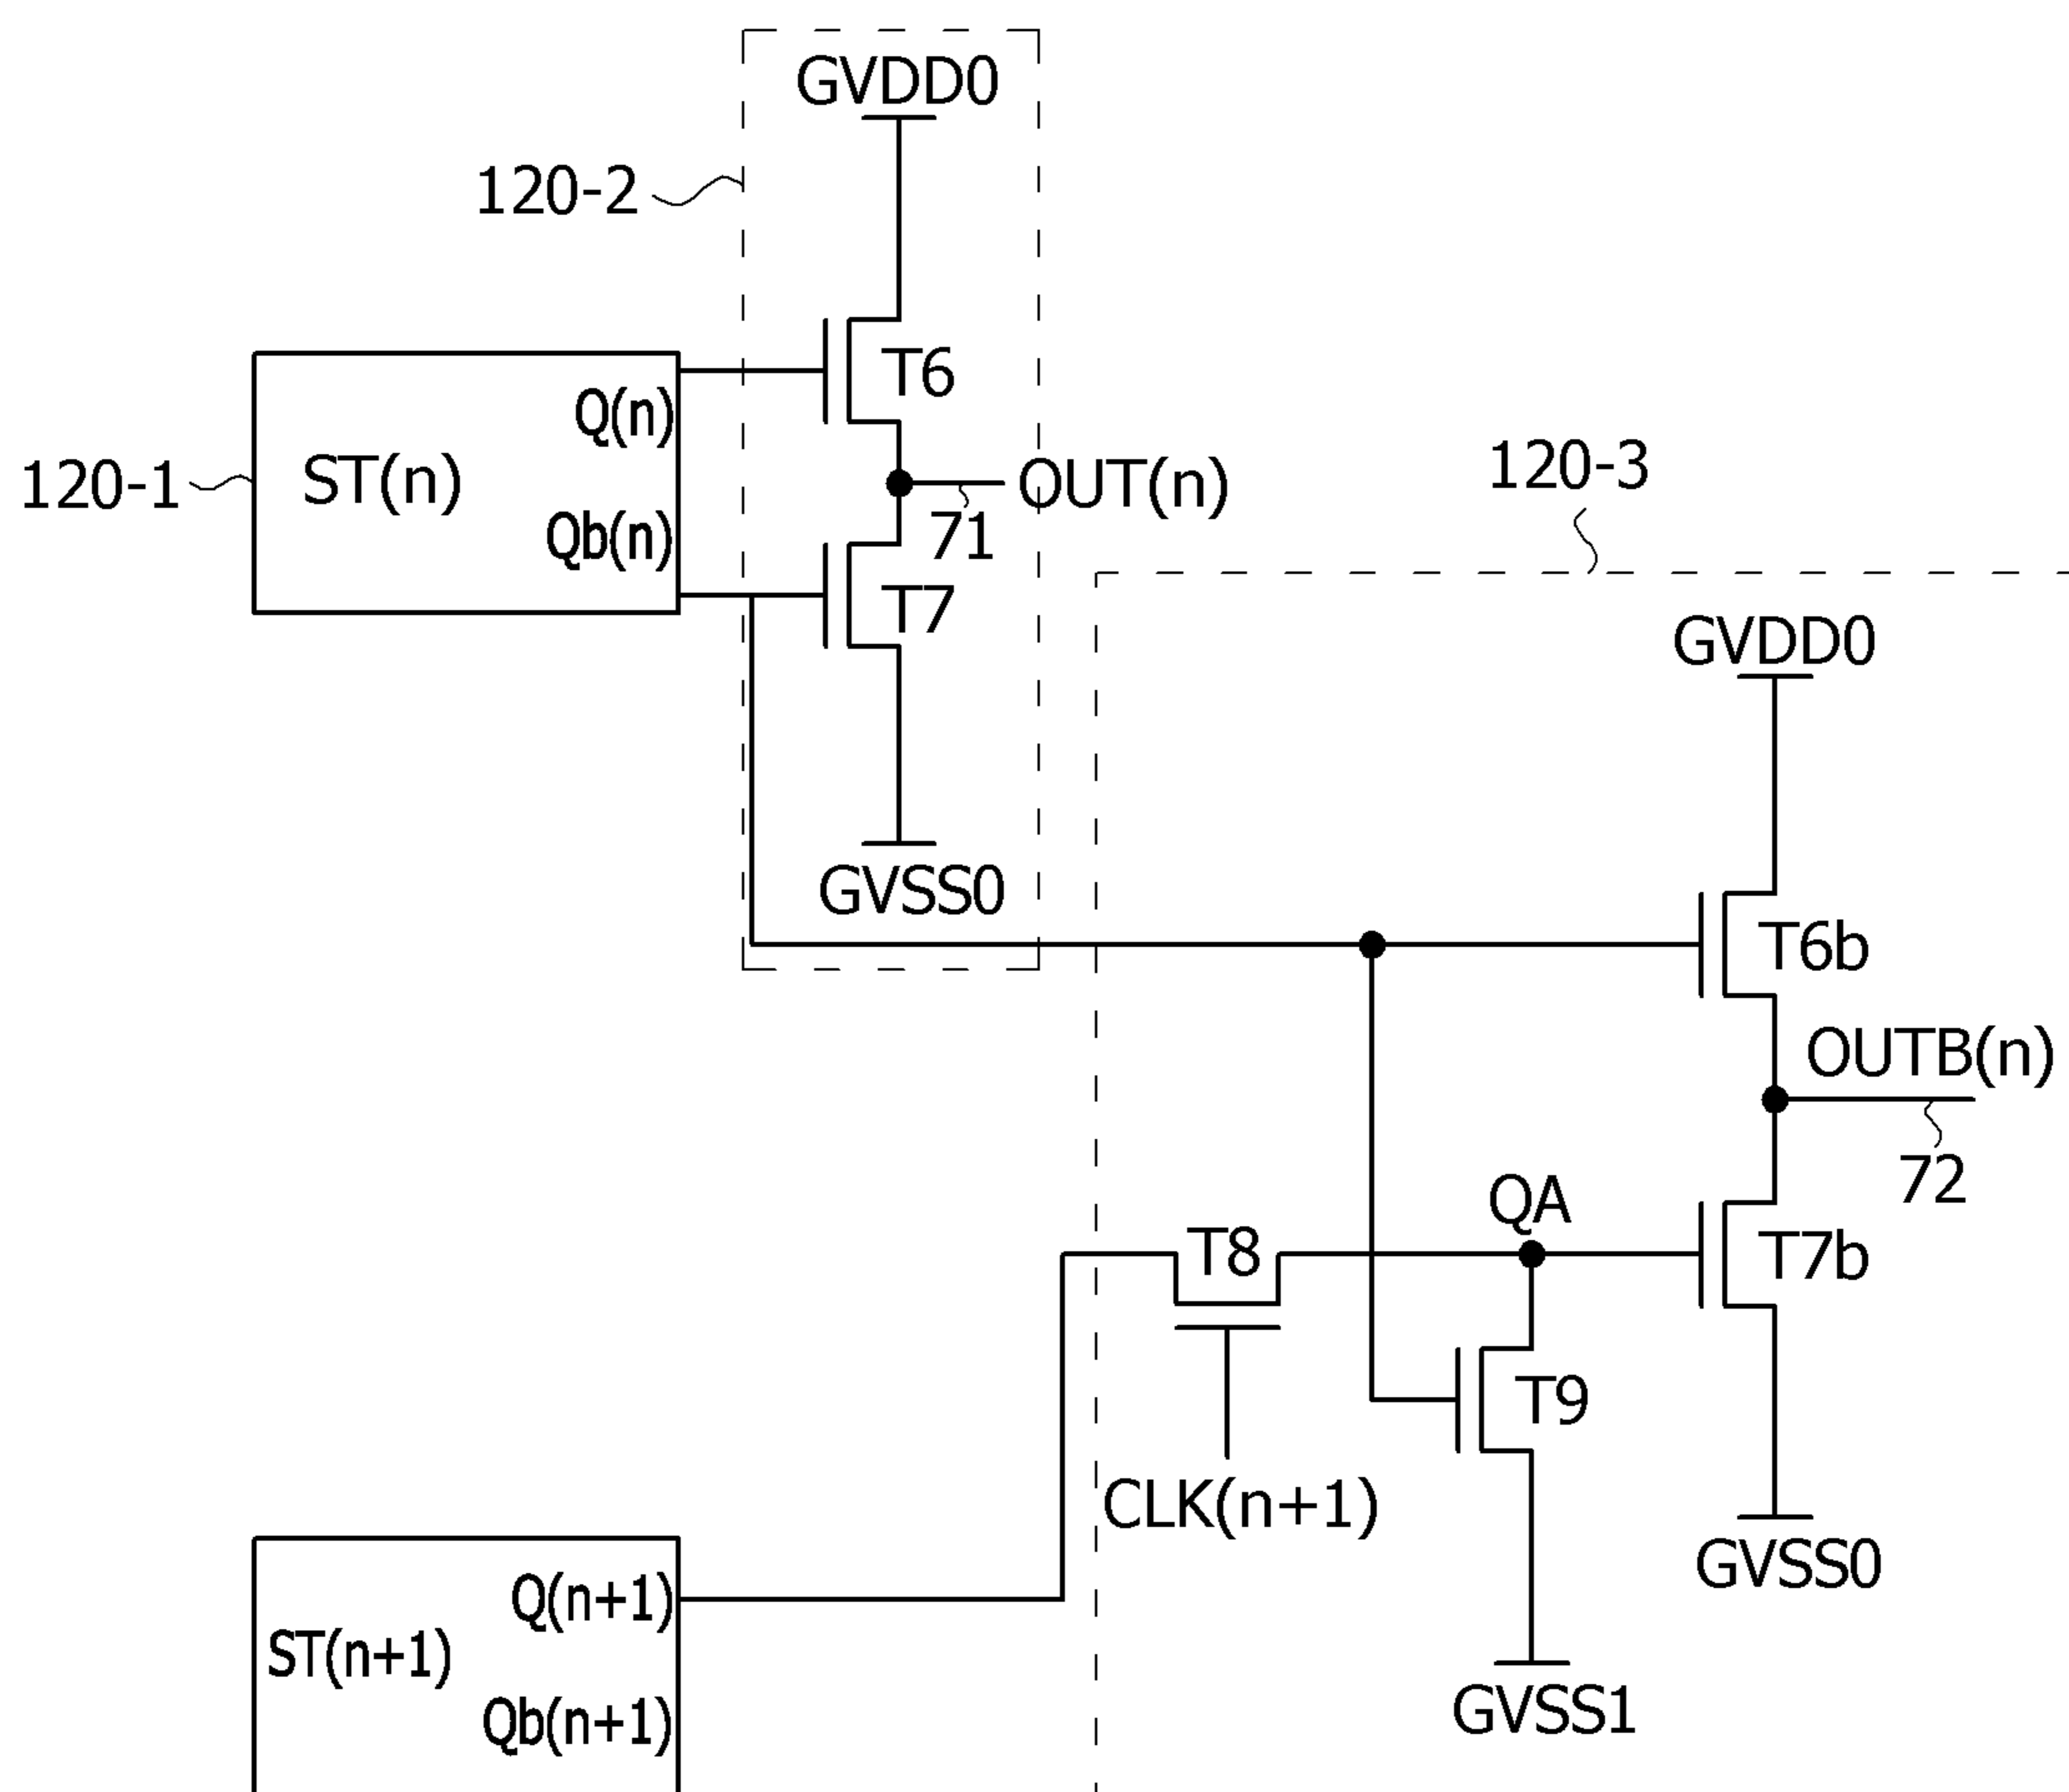 GVDD0
120-2
T6
Q(n)
120-1
ST(n)
OUT(n)
120-3
Qb(n)
71
T7
GVDD0
GVSS0
T6b
OUTB(n)
72
QA
T8
T7b
T9
CLK(n+1)
GVSS0
Q(n+1)
ST(n+1)
Qb(n+1)
GVSS1